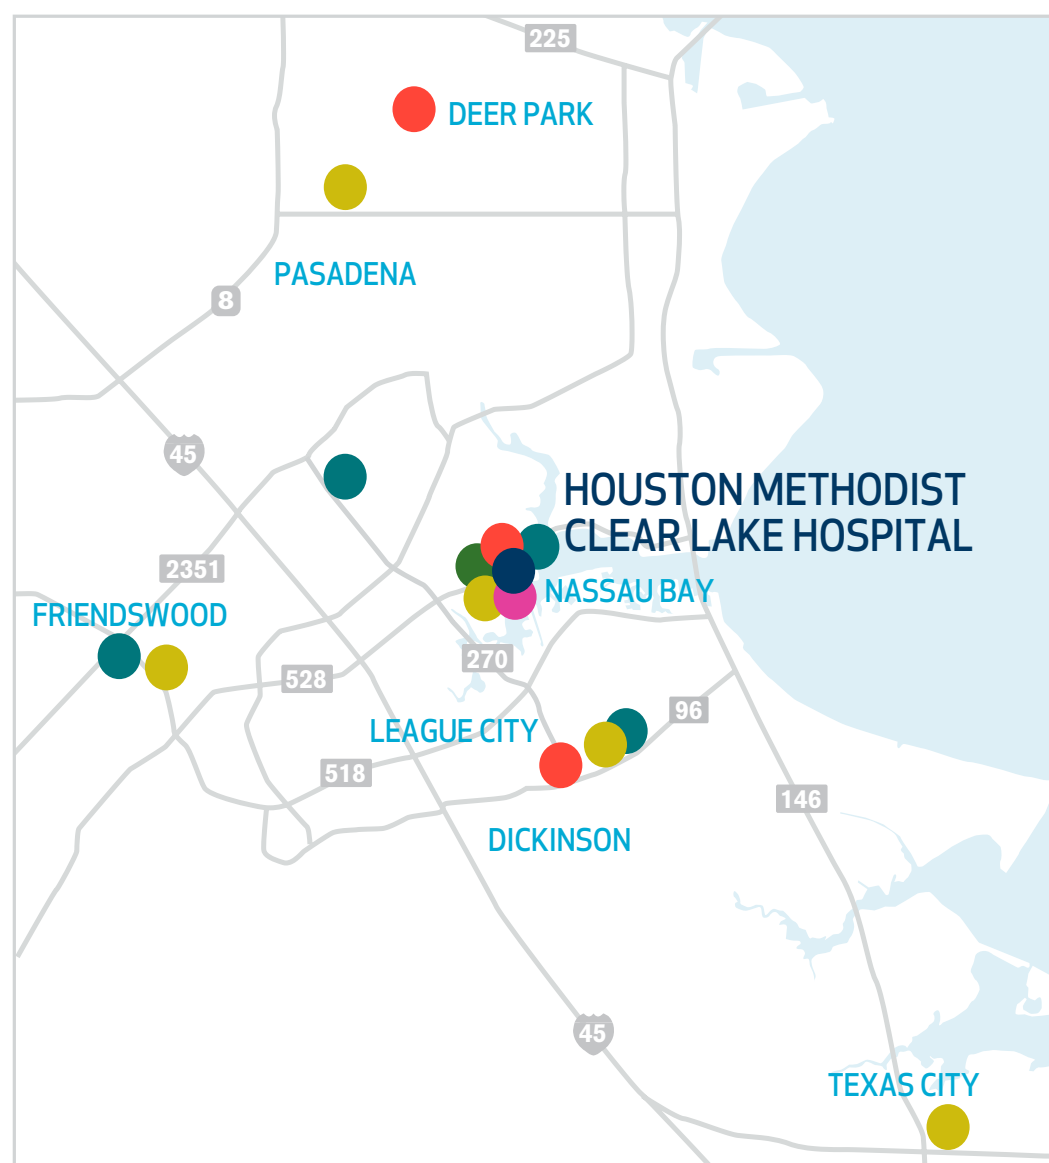 225
DEER PARK
PASADENA
8
45
HOUSTON METHODIST
CLEAR LAKE HOSPITAL
2351
NASSAU BAY
FRIENDSWOOD
270
528
96
LEAGUE CITY
518
146
DICKINSON
45
TEXAS CITY